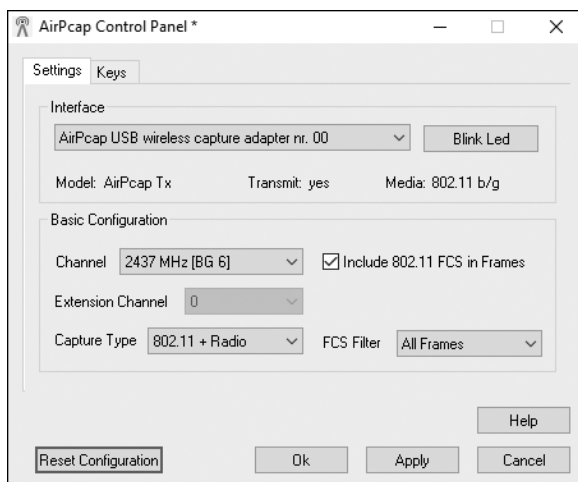 AirPcap Control Panel *
Settings Keys
Interface
AirPcap USB wireless capture adapter nr. 00 Blink Led
Model: AirPcap Tx Transmit: yes Media: 802.11 b/g
Basic Configuration
Channel 2437 MHz [BG 6] Include 802.11 FCS in Frames
Extension Channel 0
Capture Type 802.11 + Radio FCS Filter All Frames
Help
Reset Configuration Ok Apply Cancel